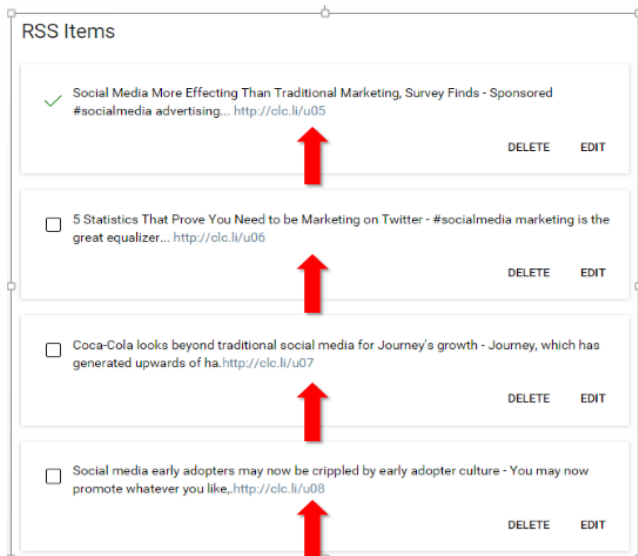 RSS Items
Social Media More Effecting Than Traditional Marketing, Survey Finds - Sponsored
#socialmedia advertising... http://clc.li/u05
DELETE EDIT
5 Statistics That Prove You Need to be Marketing on Twitter - #socialmedia marketing is the
great equalizer... http://clc.li/u06
DELETE EDIT
Coca-Cola looks beyond traditional social media for Journey's growth - Journey, which has
generated upwards of ha.http://clc.li/u07
DELETE EDIT
Social media early adopters may now be crippled by early adopter culture - You may now
promote whatever you like,.http://clc.li/u08
DELETE EDIT